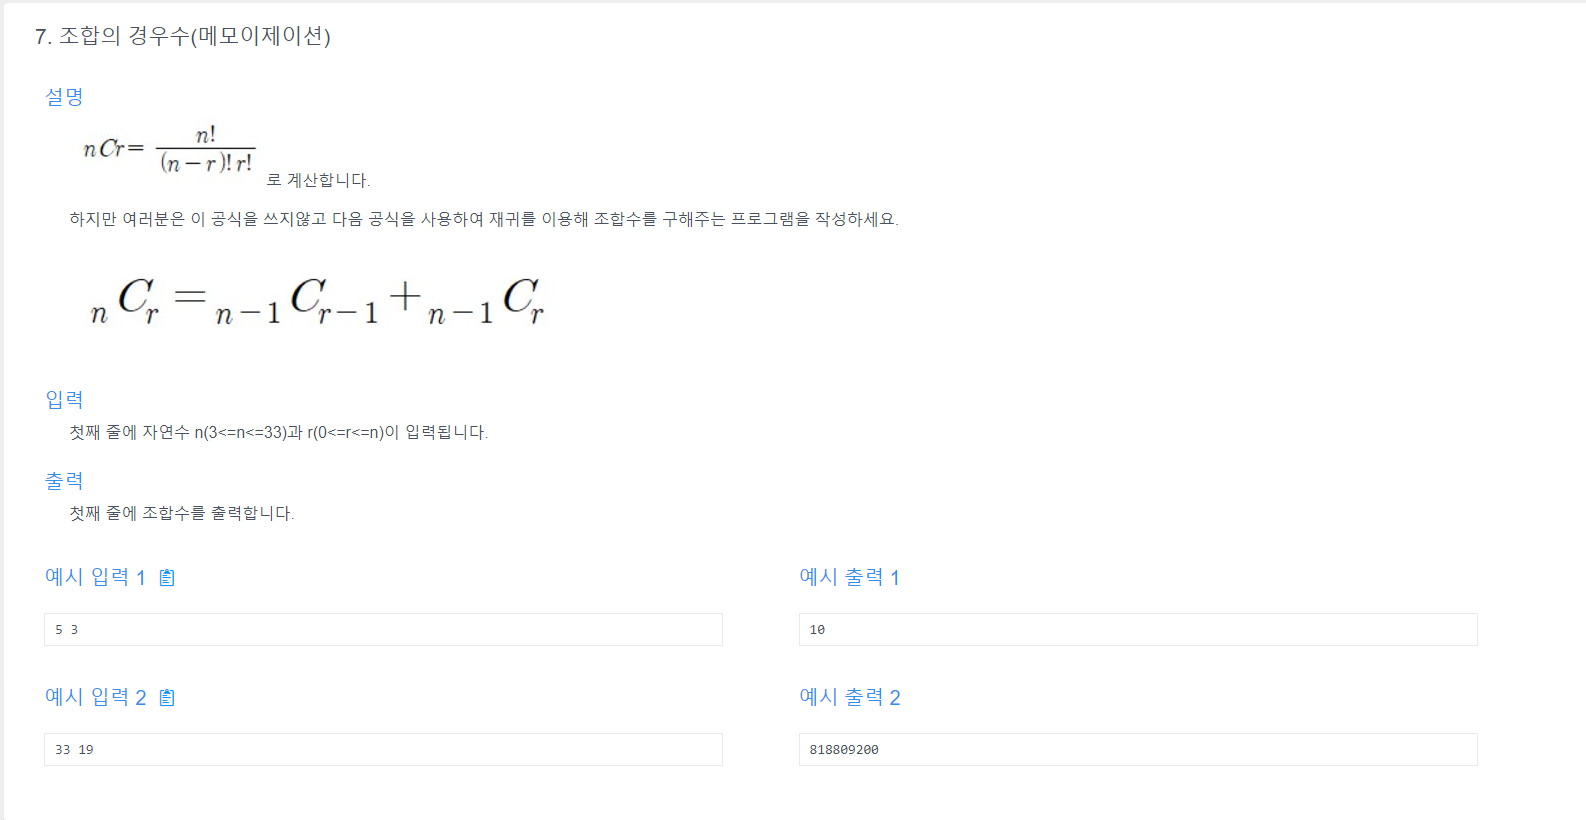 7. 조합의 경우수(메모이제이션)
설명
nCr= n! / (n−r)! r! 로 계산합니다.
하지만 여러분은 이 공식을 쓰지않고 다음 공식을 사용하여 재귀를 이용해 조합수를 구해주는 프로그램을 작성하세요.
nCr = n−1Cr−1 + n−1Cr
입력
첫째 줄에 자연수 n(3<=n<=33)과 r(0<=r<=n)이 입력됩니다.
출력
첫째 줄에 조합수를 출력합니다.
예시 입력 1
예시 출력 1
5 3
10
예시 입력 2
예시 출력 2
33 19
818809200